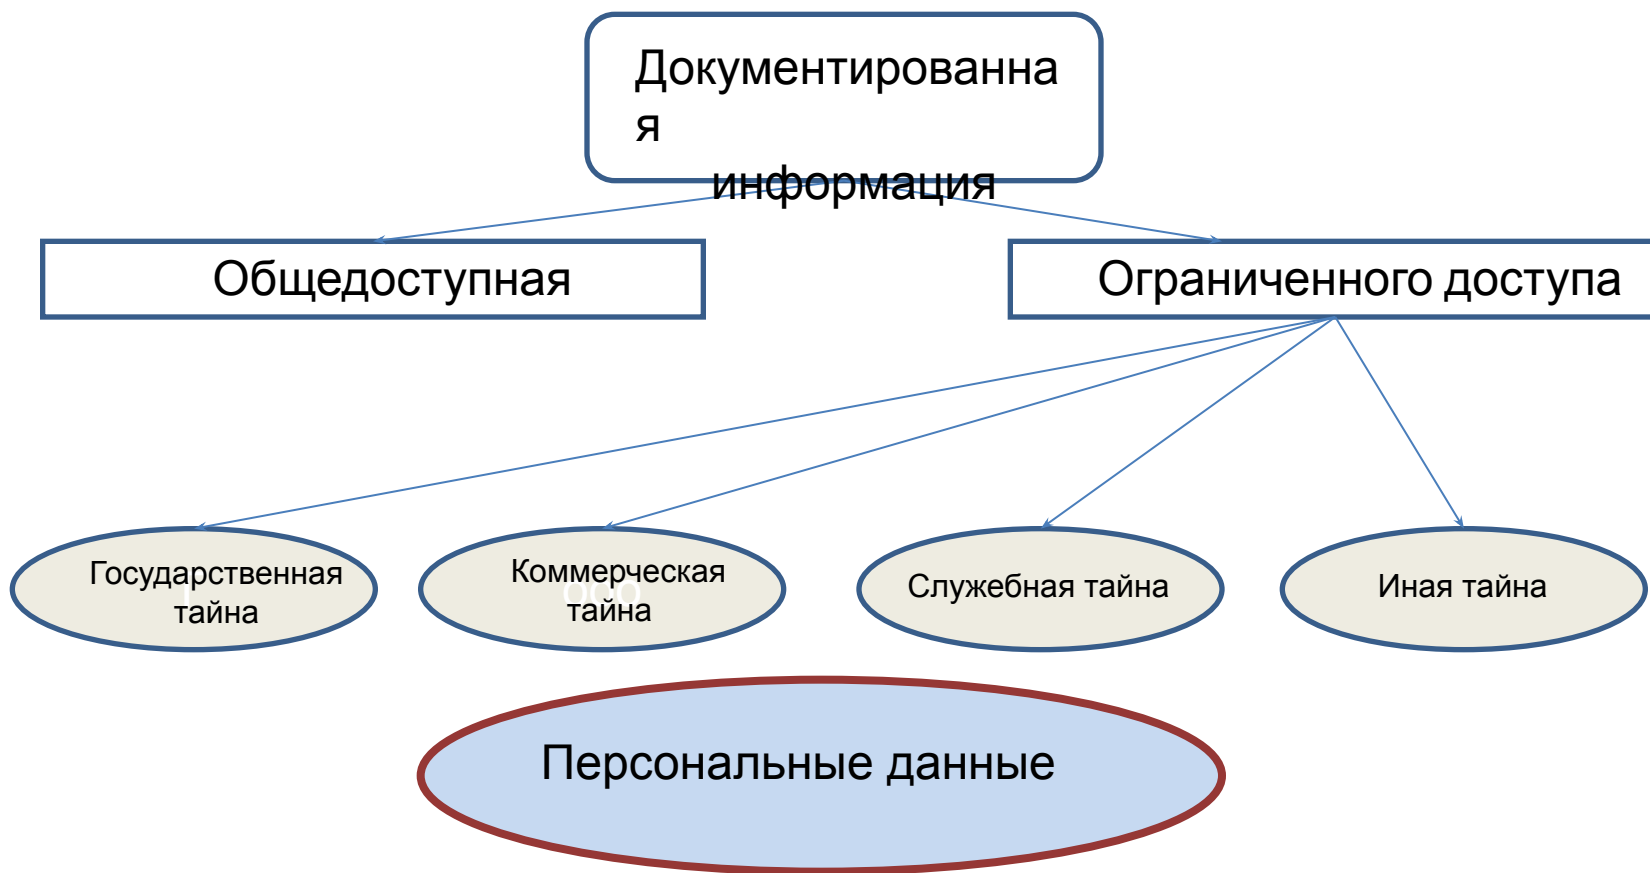 Документированна
я
информация
Общедоступная
Ограниченного доступа
Государственная
тайна
Коммерческая
тайна
Служебная тайна
Иная тайна
Персональные данные